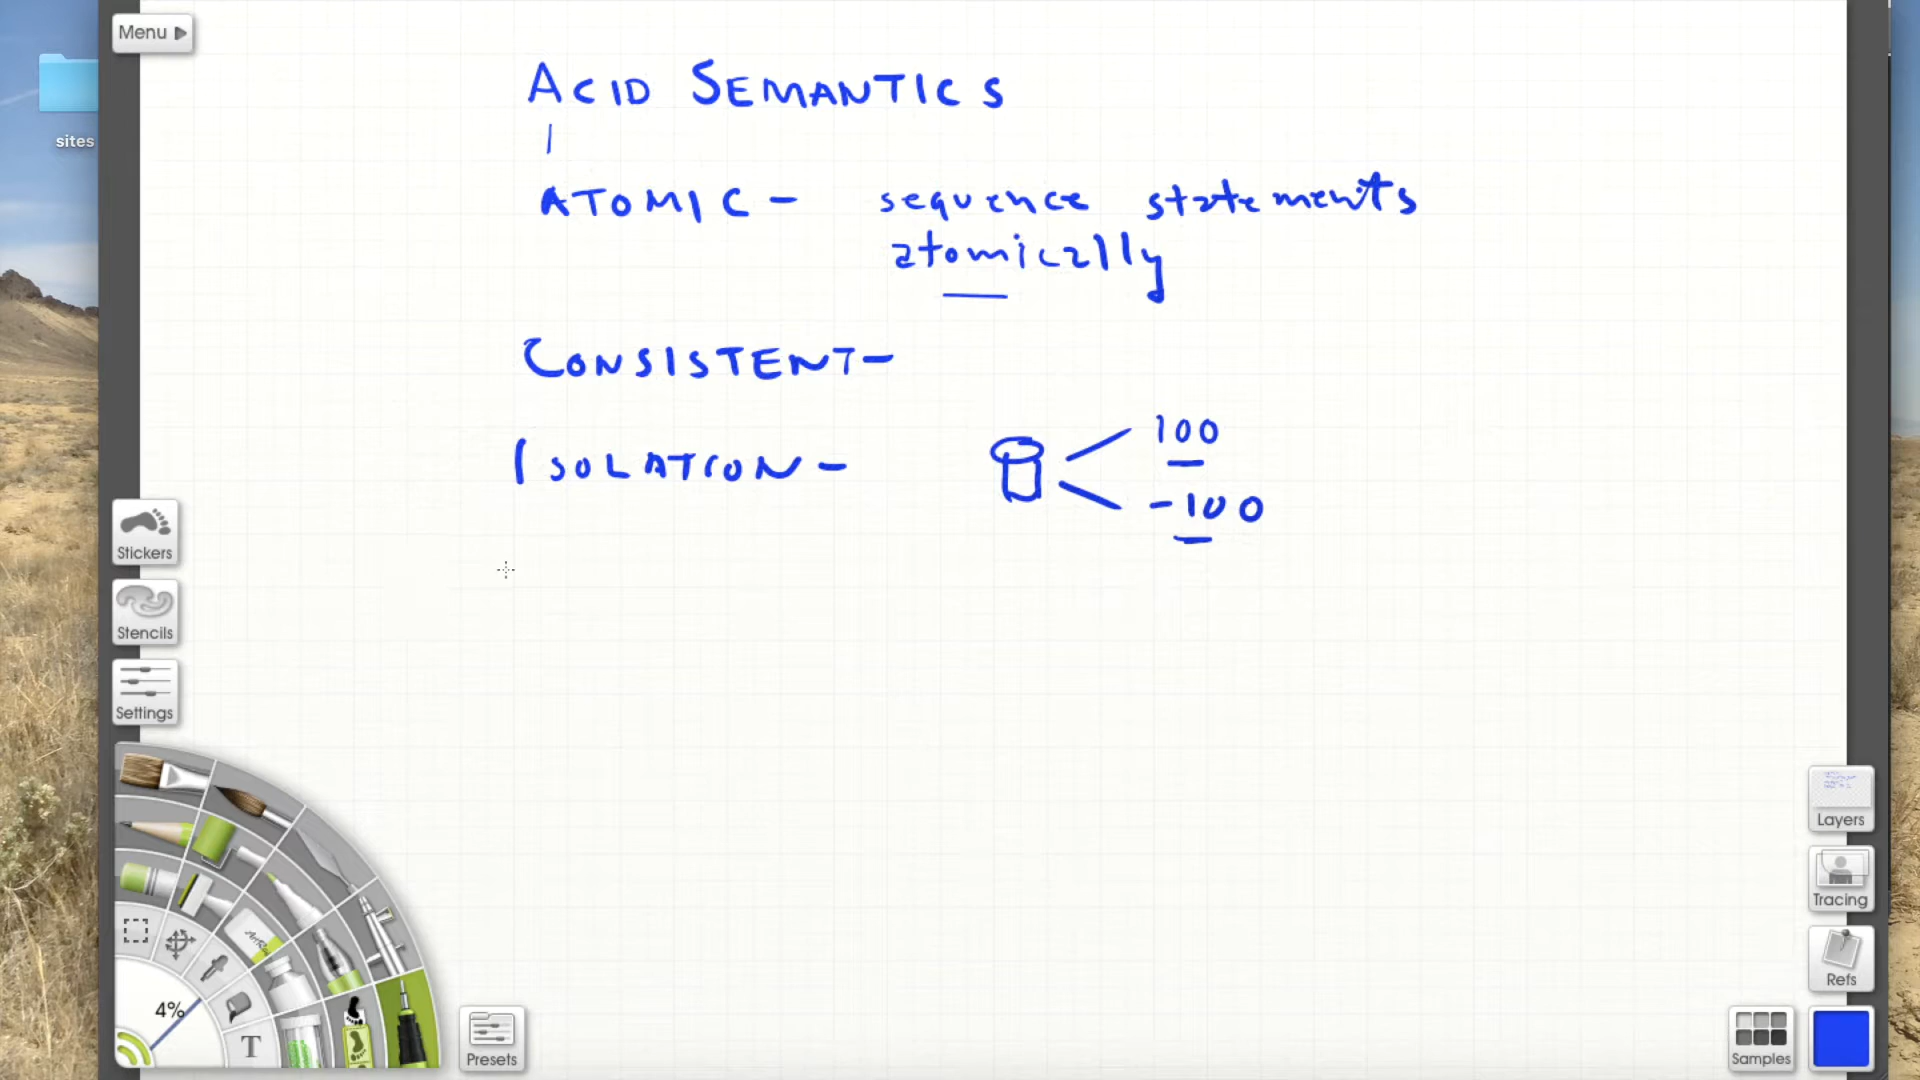 Menu
sites
ACID SEMANTICS
ATOMIC - sequence statements
atomically
CONSISTENT-
ISOLATION-
100
-100
Stickers
Stencils
Settings
4%
T
Presets
Layers
Tracing
Refs
Samples